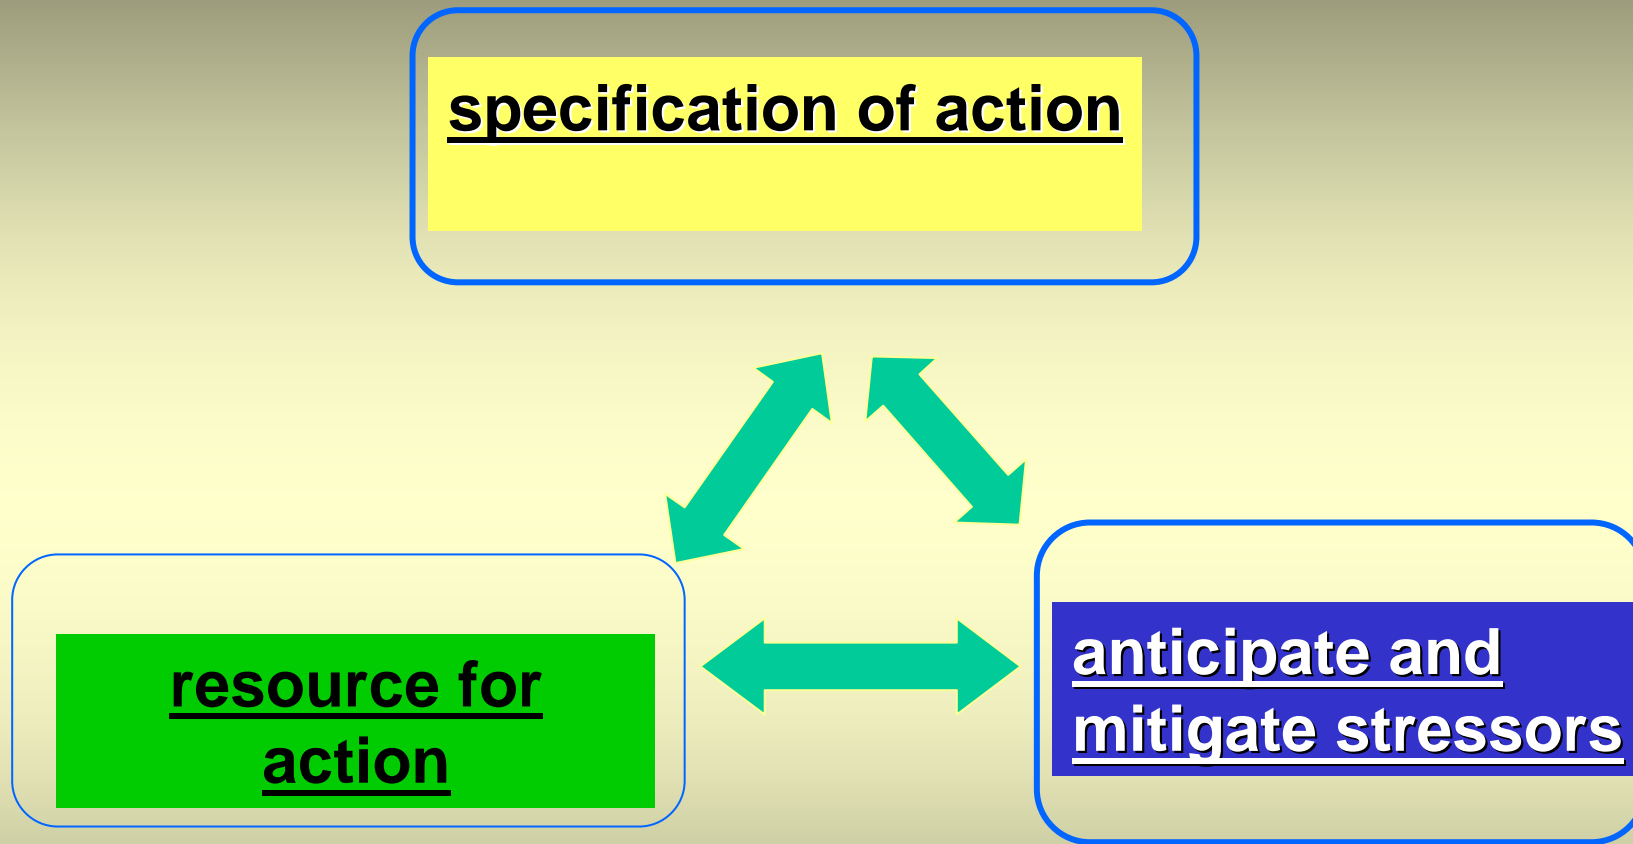 specification of action
resource for
action
anticipate and
mitigate stressors